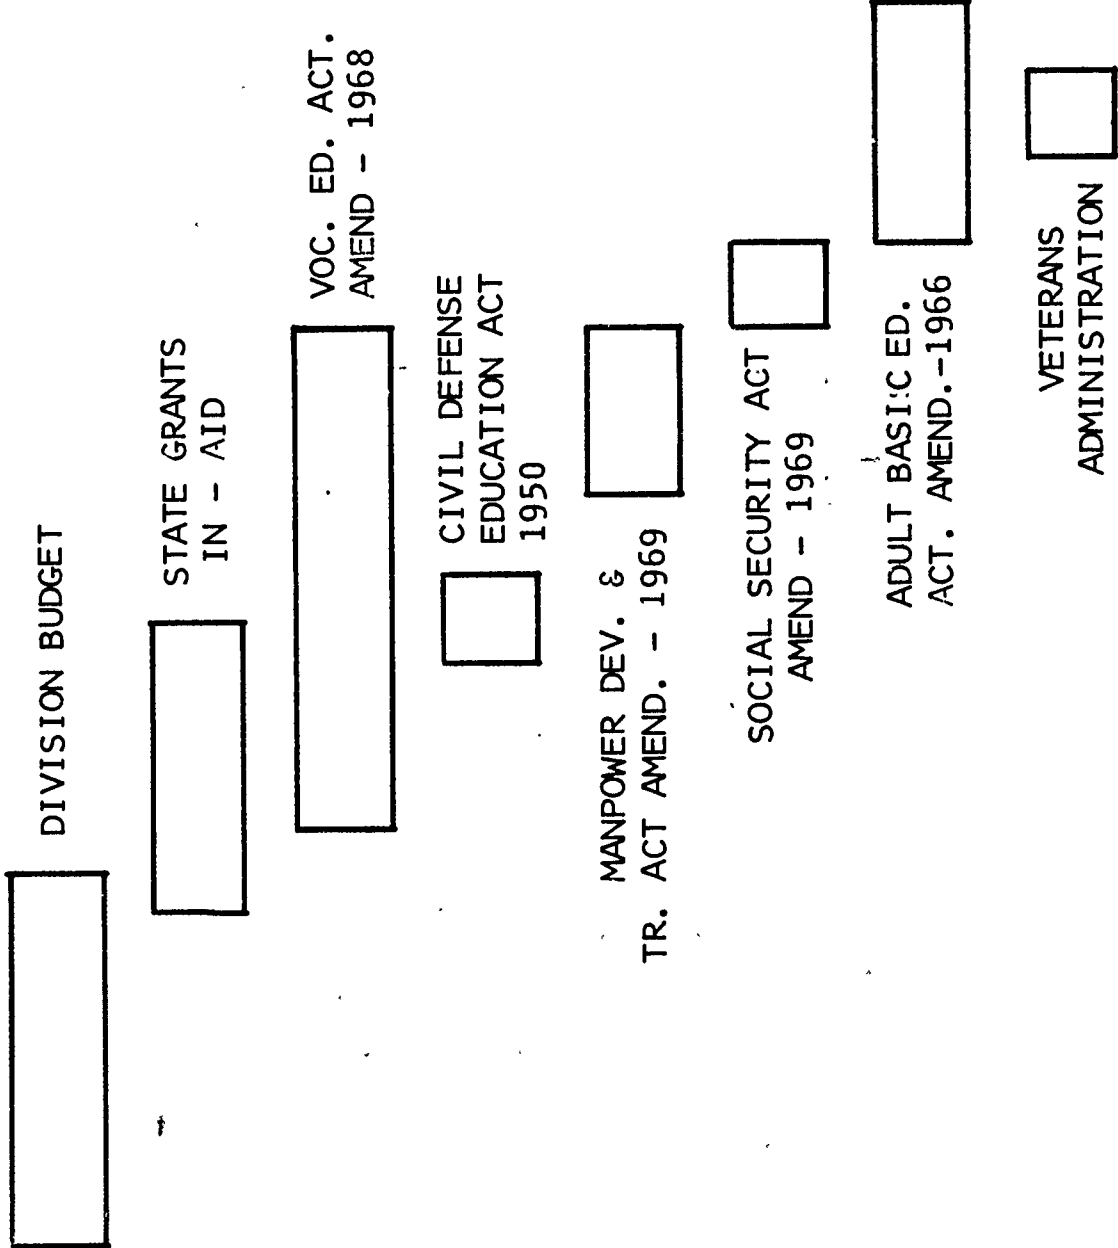 DIVISION BUDGET
STATE GRANTS
IN - AID
VOC. ED. ACT.
AMEND - 1968
CIVIL DEFENSE
EDUCATION ACT
1950
MANPOWER DEV. &
TR. ACT AMEND. - 1969
SOCIAL SECURITY ACT
AMEND - 1969
ADULT BASIC ED.
ACT. AMEND.-1966
VETERANS
ADMINISTRATION